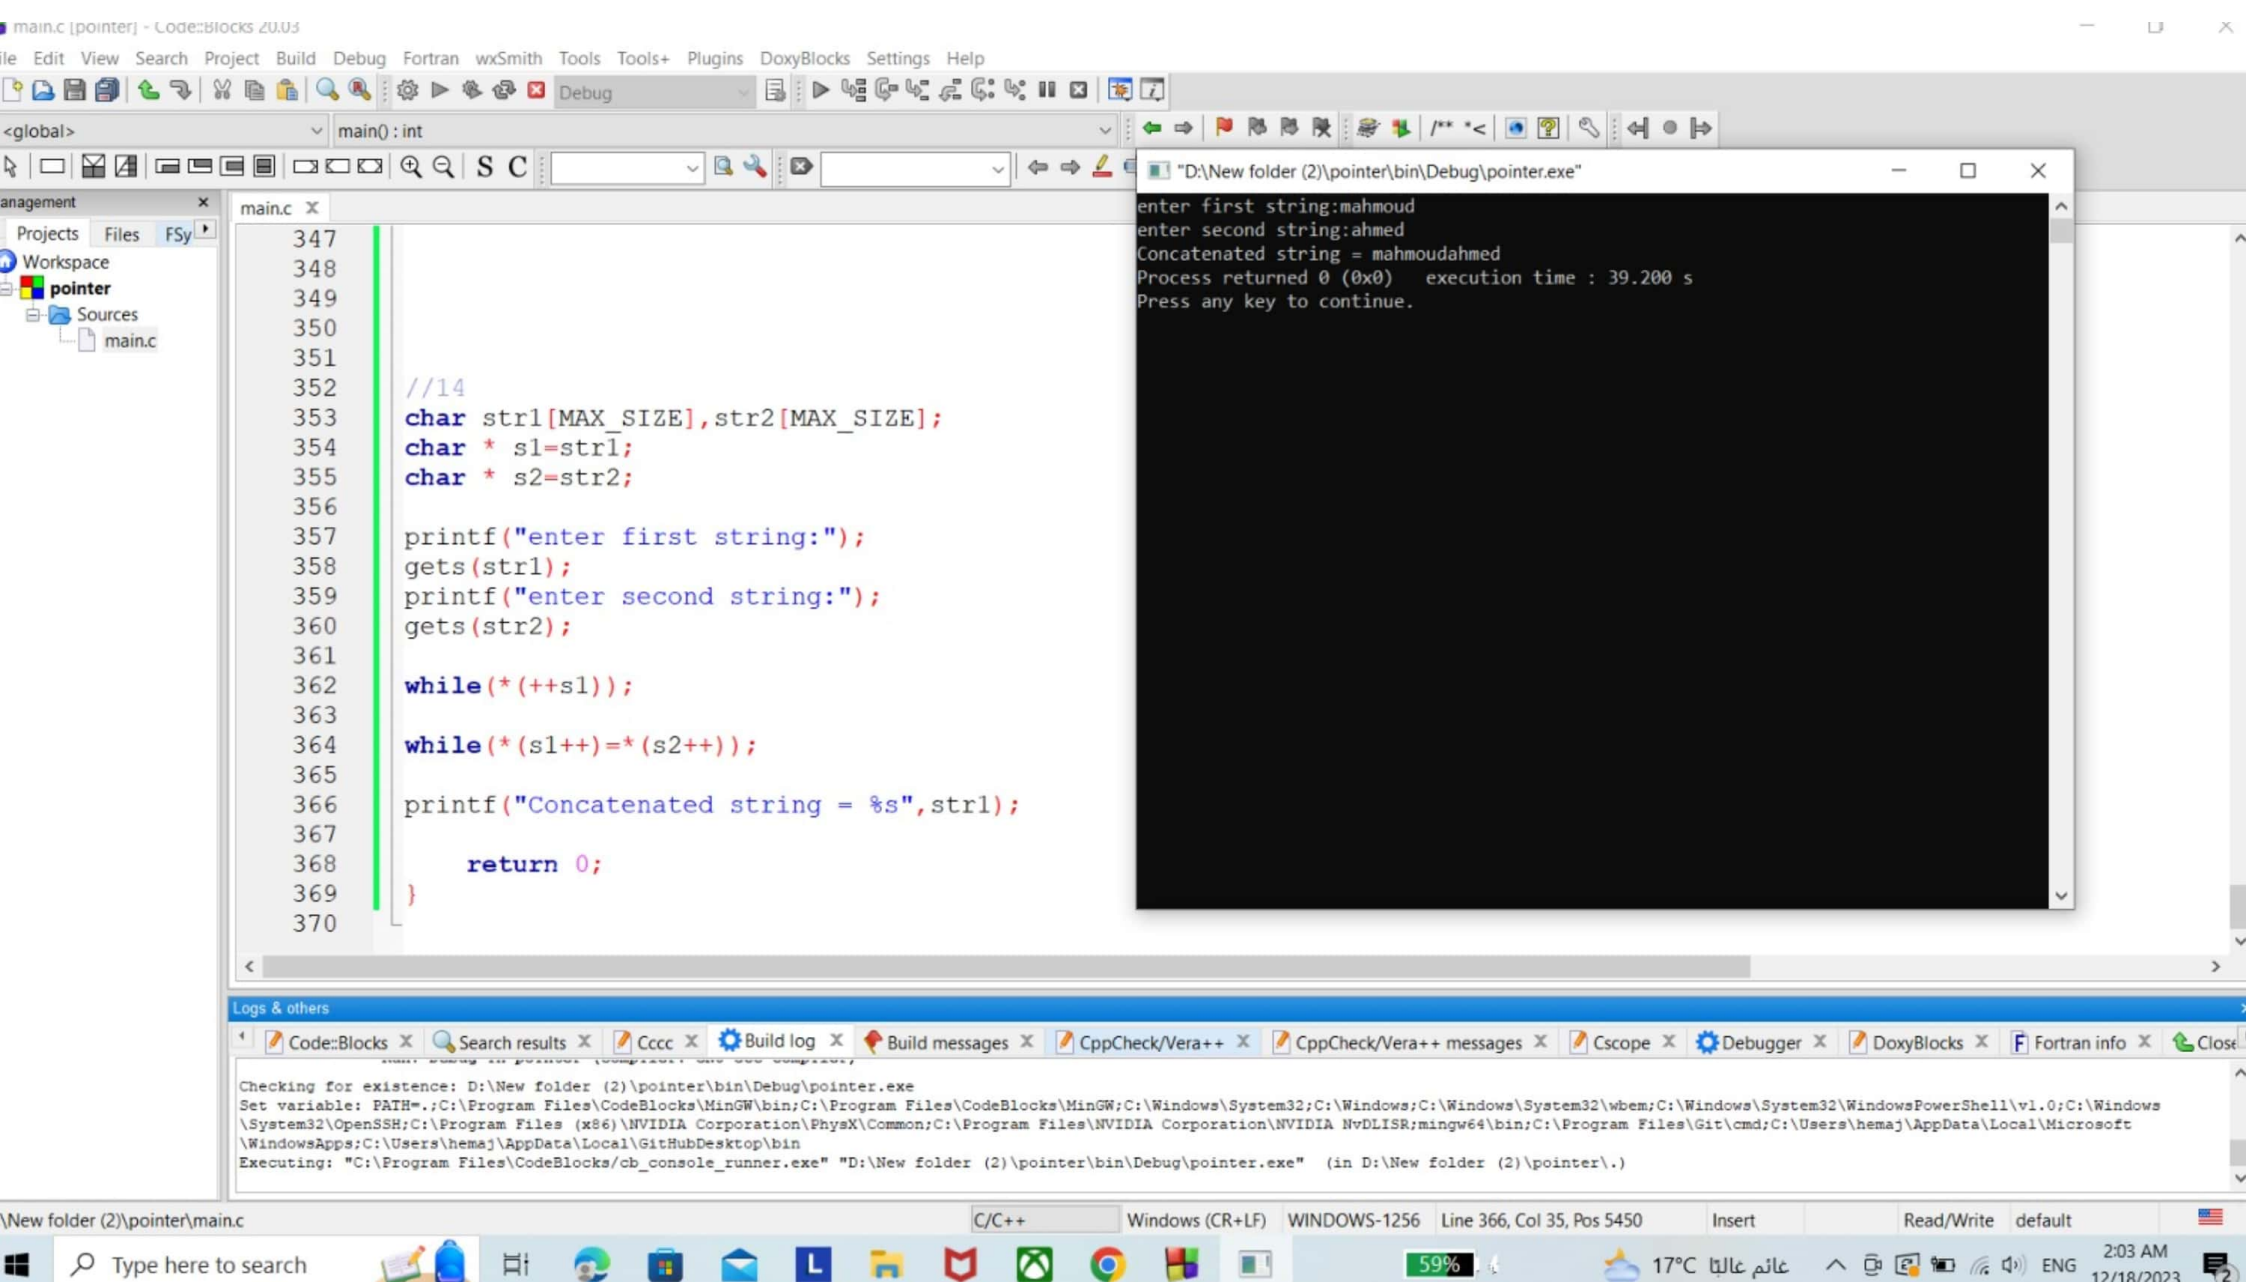 main.c [pointer] - Code::Blocks 20.03
ile Edit View Search Project Build Debug Fortran wxSmith Tools Tools+ Plugins DoxyBlocks Settings Help
Debug
<global> main() : int
/** *<
S C
"D:\New folder (2)\pointer\bin\Debug\pointer.exe"
enter first string:mahmoud
enter second string:ahmed
Concatenated string = mahmoudahmed
Process returned 0 (0x0)   execution time : 39.200 s
Press any key to continue.
anagement
Projects Files FSy
Workspace
pointer
Sources
main.c
main.c
347
348
349
350
351
352 //14
353 char str1[MAX_SIZE],str2[MAX_SIZE];
354 char * s1=str1;
355 char * s2=str2;
356
357 printf("enter first string:");
358 gets(str1);
359 printf("enter second string:");
360 gets(str2);
361
362 while(*(++s1));
363
364 while(*(s1++)=*(s2++));
365
366 printf("Concatenated string = %s",str1);
367
368 return 0;
369 }
370
Logs & others
Code::Blocks Search results Cccc Build log Build messages CppCheck/Vera++ CppCheck/Vera++ messages Cscope Debugger DoxyBlocks Fortran info Close
Checking for existence: D:\New folder (2)\pointer\bin\Debug\pointer.exe
Set variable: PATH=.;C:\Program Files\CodeBlocks\MinGW\bin;C:\Program Files\CodeBlocks\MinGW;C:\Windows\System32;C:\Windows;C:\Windows\System32\wbem;C:\Windows\System32\WindowsPowerShell\v1.0;C:\Windows
\System32\OpenSSH;C:\Program Files (x86)\NVIDIA Corporation\PhysX\Common;C:\Program Files\NVIDIA Corporation\NVIDIA NvDLISR;mingw64\bin;C:\Program Files\Git\cmd;C:\Users\hemaj\AppData\Local\Microsoft
\WindowsApps;C:\Users\hemaj\AppData\Local\GitHubDesktop\bin
Executing: "C:\Program Files\CodeBlocks/cb_console_runner.exe" "D:\New folder (2)\pointer\bin\Debug\pointer.exe"  (in D:\New folder (2)\pointer\.)
\New folder (2)\pointer\main.c C/C++ Windows (CR+LF) WINDOWS-1256 Line 366, Col 35, Pos 5450 Insert Read/Write default
Type here to search L 59% 17°C غائم غالبًا ENG 2:03 AM
12/18/2023 2